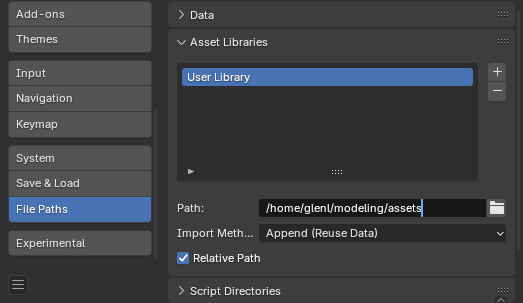 Add-ons
Themes
Input
Navigation
Keymap
System
Save & Load
File Paths
Experimental
Data
Asset Libraries
User Library
Path: /home/glenl/modeling/assets
Import Meth... Append (Reuse Data)
Relative Path
Script Directories